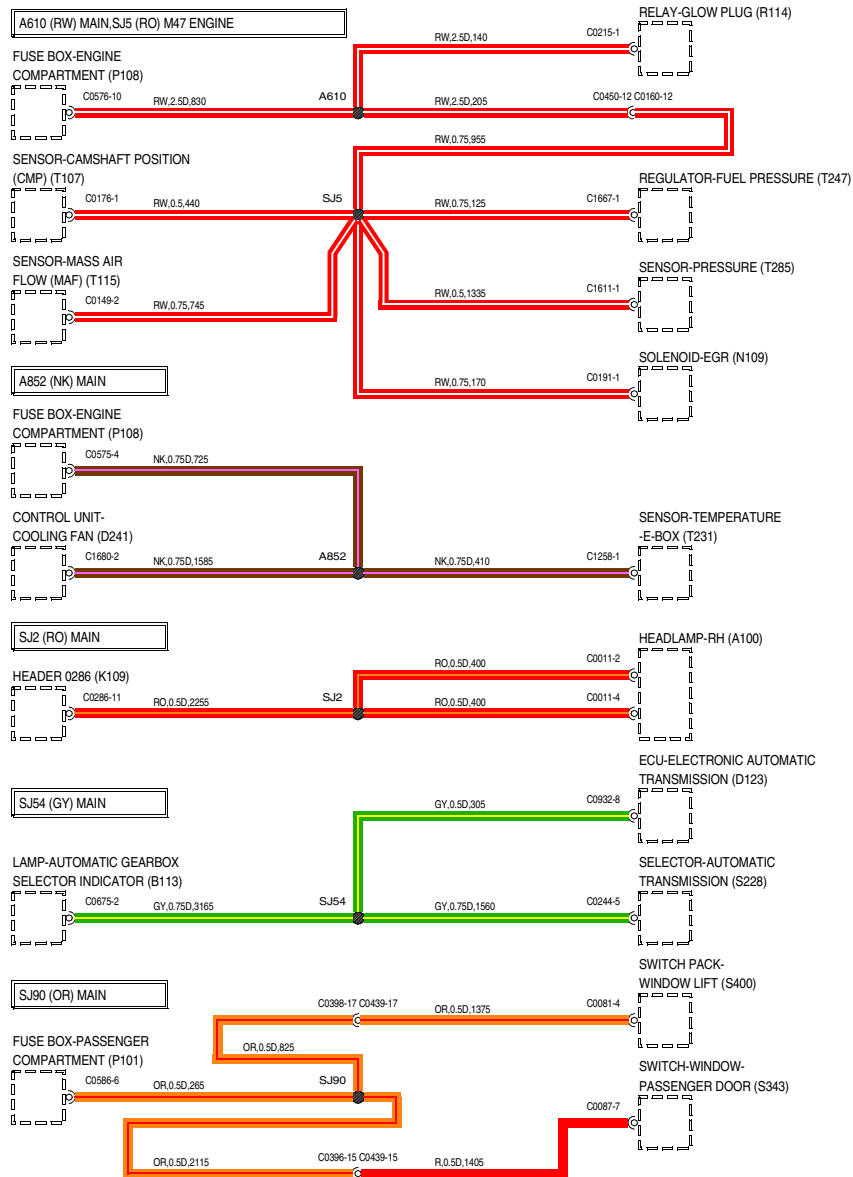 A610 (RW) MAIN,SJ5 (RO) M47 ENGINE
RELAY-GLOW PLUG (R114)
C0215-1
RW,2.5D,140
FUSE BOX-ENGINE
COMPARTMENT (P108)
C0576-10
RW,2.5D,830
A610
RW,2.5D,205
C0450-12 C0160-12
RW,0.75,955
SENSOR-CAMSHAFT POSITION
(CMP) (T107)
C0176-1
RW,0.5,440
SJ5
RW,0.75,125
C1667-1
REGULATOR-FUEL PRESSURE (T247)
SENSOR-MASS AIR
FLOW (MAF) (T115)
C0149-2
RW,0.75,745
SENSOR-PRESSURE (T285)
C1611-1
RW,0.5,1335
SOLENOID-EGR (N109)
C0191-1
RW,0.75,170
A852 (NK) MAIN
FUSE BOX-ENGINE
COMPARTMENT (P108)
C0575-4
NK,0.75D,725
CONTROL UNIT-
COOLING FAN (D241)
C1680-2
NK,0.75D,1585
A852
NK,0.75D,410
C1258-1
SENSOR-TEMPERATURE
-E-BOX (T231)
SJ2 (RO) MAIN
HEADER 0286 (K109)
C0286-11
RO,0.5D,2255
SJ2
RO,0.5D,400
C0011-2
RO,0.5D,400
C0011-4
HEADLAMP-RH (A100)
SJ54 (GY) MAIN
ECU-ELECTRONIC AUTOMATIC
TRANSMISSION (D123)
C0932-8
GY,0.5D,305
LAMP-AUTOMATIC GEARBOX
SELECTOR INDICATOR (B113)
C0675-2
GY,0.75D,3165
SJ54
GY,0.75D,1560
C0244-5
SELECTOR-AUTOMATIC
TRANSMISSION (S228)
SJ90 (OR) MAIN
SWITCH PACK-
WINDOW LIFT (S400)
C0398-17 C0439-17
OR,0.5D,1375
C0081-4
OR,0.5D,825
FUSE BOX-PASSENGER
COMPARTMENT (P101)
C0586-6
OR,0.5D,265
SJ90
SWITCH-WINDOW-
PASSENGER DOOR (S343)
C0087-7
OR,0.5D,2115
C0396-15 C0439-15
R,0.5D,1405